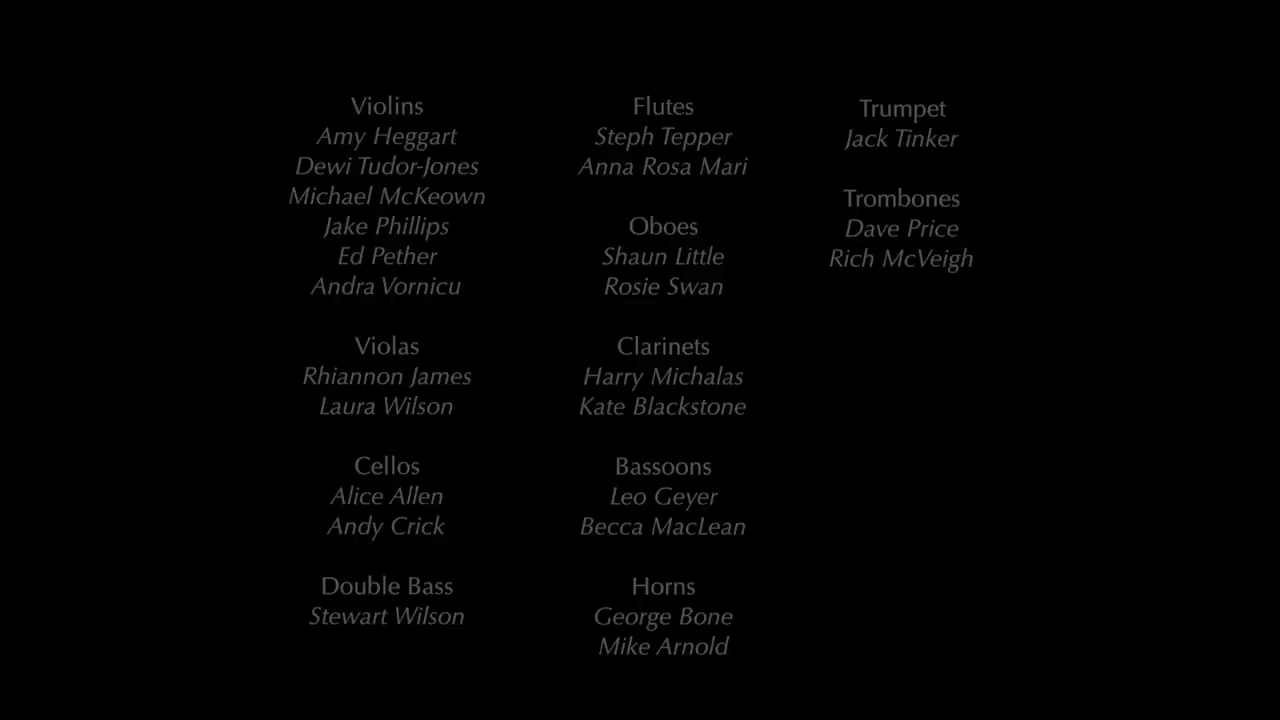 Violins
Amy Heggart
Dewi Tudor-Jones
Michael McKeown
Jake Phillips
Ed Pether
Andra Vornicu
Violas
Rhiannon James
Laura Wilson
Cellos
Alice Allen
Andy Crick
Double Bass
Stewart Wilson
Flutes
Steph Tepper
Anna Rosa Mari
Oboes
Shaun Little
Rosie Swan
Clarinets
Harry Michalas
Kate Blackstone
Bassoons
Leo Geyer
Becca MacLean
Horns
George Bone
Mike Arnold
Trumpet
Jack Tinker
Trombones
Dave Price
Rich McVeigh